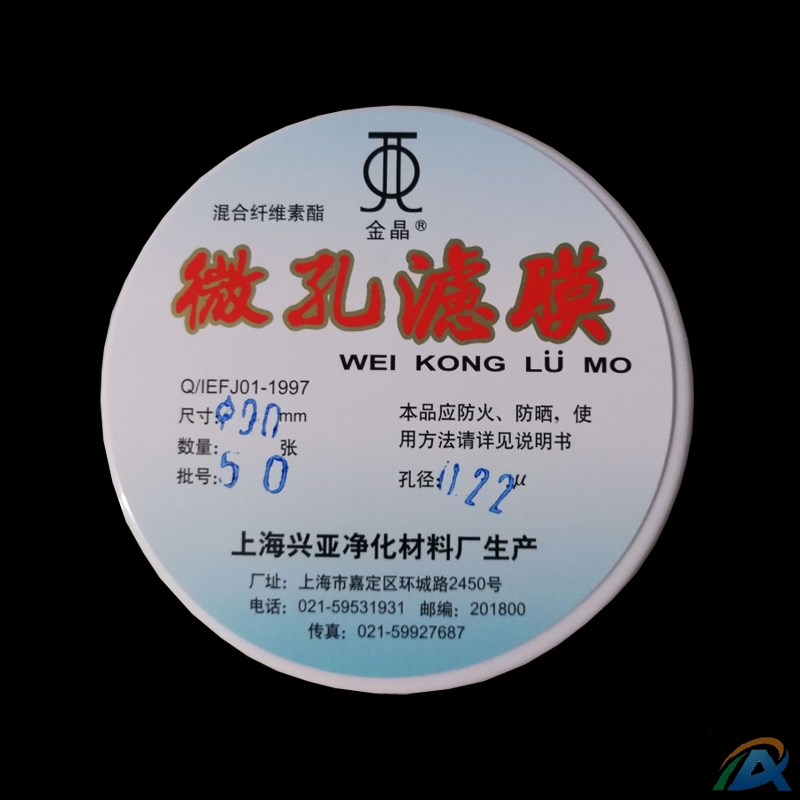 混合纤维素酯
金晶®
微孔滤膜
WEI KONG LÜ MO
Q/IEFJ01-1997
尺寸: mm
数量: 张
批号: 50
本品应防火、防晒，使
用方法请详见说明书
孔径: 0.22 μ
上海兴亚净化材料厂生产
厂址：上海市嘉定区环城路2450号
电话：021-59531931 邮编：201800
传真：021-59927687